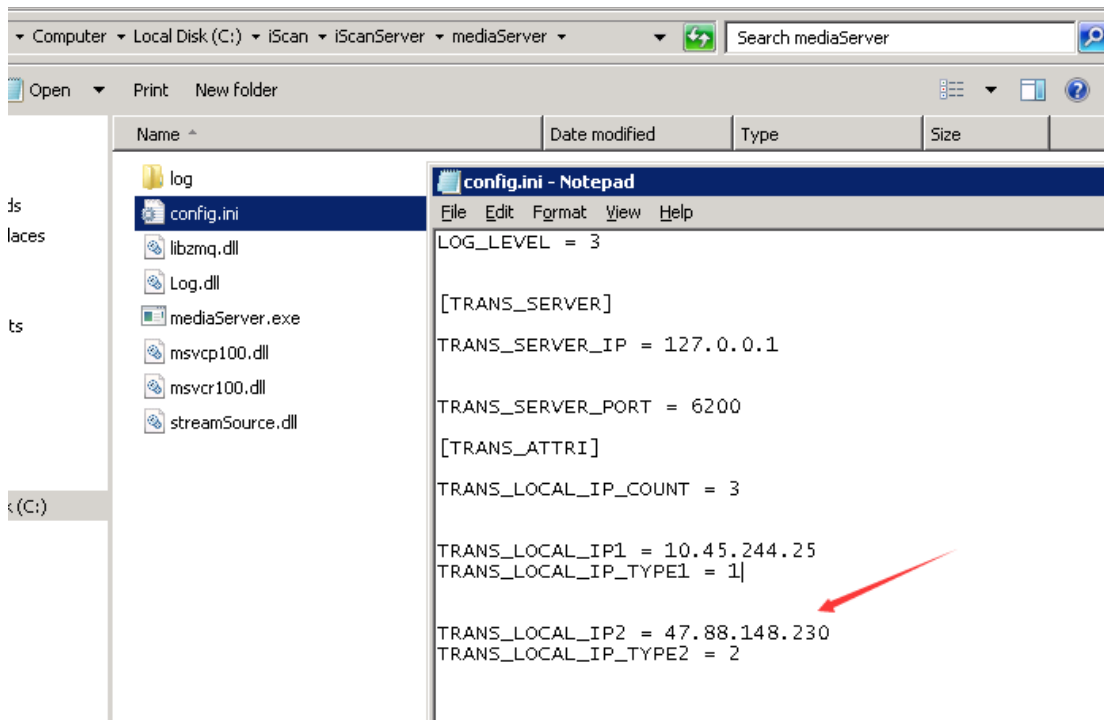 Computer Local Disk (C:) iScan iScanServer mediaServer Search mediaServer
Open Print New folder
Name Date modified Type Size
log
config.ini
libzmq.dll
Log.dll
mediaServer.exe
msvcp100.dll
msvcr100.dll
streamSource.dll
ds
laces
ts
k (C:)
config.ini - Notepad
File Edit Format View Help
LOG_LEVEL = 3
[TRANS_SERVER]
TRANS_SERVER_IP = 127.0.0.1
TRANS_SERVER_PORT = 6200
[TRANS_ATTRI]
TRANS_LOCAL_IP_COUNT = 3
TRANS_LOCAL_IP1 = 10.45.244.25
TRANS_LOCAL_IP_TYPE1 = 1
TRANS_LOCAL_IP2 = 47.88.148.230
TRANS_LOCAL_IP_TYPE2 = 2